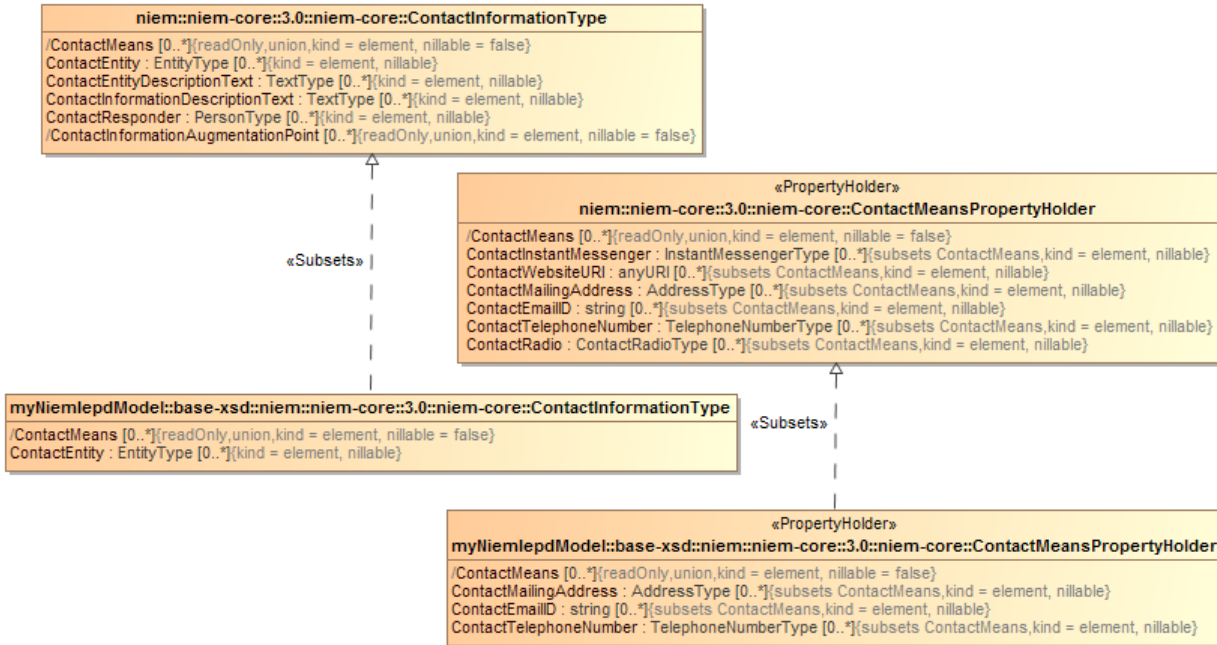 niem::niem-core::3.0::niem-core::ContactInformationType
/ContactMeans [0..*]{readOnly,union,kind = element, nillable = false}
ContactEntity : EntityType [0..*]{kind = element, nillable}
ContactEntityDescriptionText : TextType [0..*]{kind = element, nillable}
ContactInformationDescriptionText : TextType [0..*]{kind = element, nillable}
ContactResponder : PersonType [0..*]{kind = element, nillable}
/ContactInformationAugmentationPoint [0..*]{readOnly,union,kind = element, nillable = false}
«PropertyHolder»
niem::niem-core::3.0::niem-core::ContactMeansPropertyHolder
/ContactMeans [0..*]{readOnly,union,kind = element, nillable = false}
ContactInstantMessenger : InstantMessengerType [0..*]{subsets ContactMeans,kind = element, nillable}
ContactWebsiteURI : anyURI [0..*]{subsets ContactMeans,kind = element, nillable}
ContactMailingAddress : AddressType [0..*]{subsets ContactMeans,kind = element, nillable}
ContactEmailID : string [0..*]{subsets ContactMeans,kind = element, nillable}
ContactTelephoneNumber : TelephoneNumberType [0..*]{subsets ContactMeans,kind = element, nillable}
ContactRadio : ContactRadioType [0..*]{subsets ContactMeans,kind = element, nillable}
«Subsets»
myNiemIepdModel::base-xsd::niem::niem-core::3.0::niem-core::ContactInformationType
/ContactMeans [0..*]{readOnly,union,kind = element, nillable = false}
ContactEntity : EntityType [0..*]{kind = element, nillable}
«Subsets»
«PropertyHolder»
myNiemIepdModel::base-xsd::niem::niem-core::3.0::niem-core::ContactMeansPropertyHolder
/ContactMeans [0..*]{readOnly,union,kind = element, nillable = false}
ContactMailingAddress : AddressType [0..*]{subsets ContactMeans,kind = element, nillable}
ContactEmailID : string [0..*]{subsets ContactMeans,kind = element, nillable}
ContactTelephoneNumber : TelephoneNumberType [0..*]{subsets ContactMeans,kind = element, nillable}